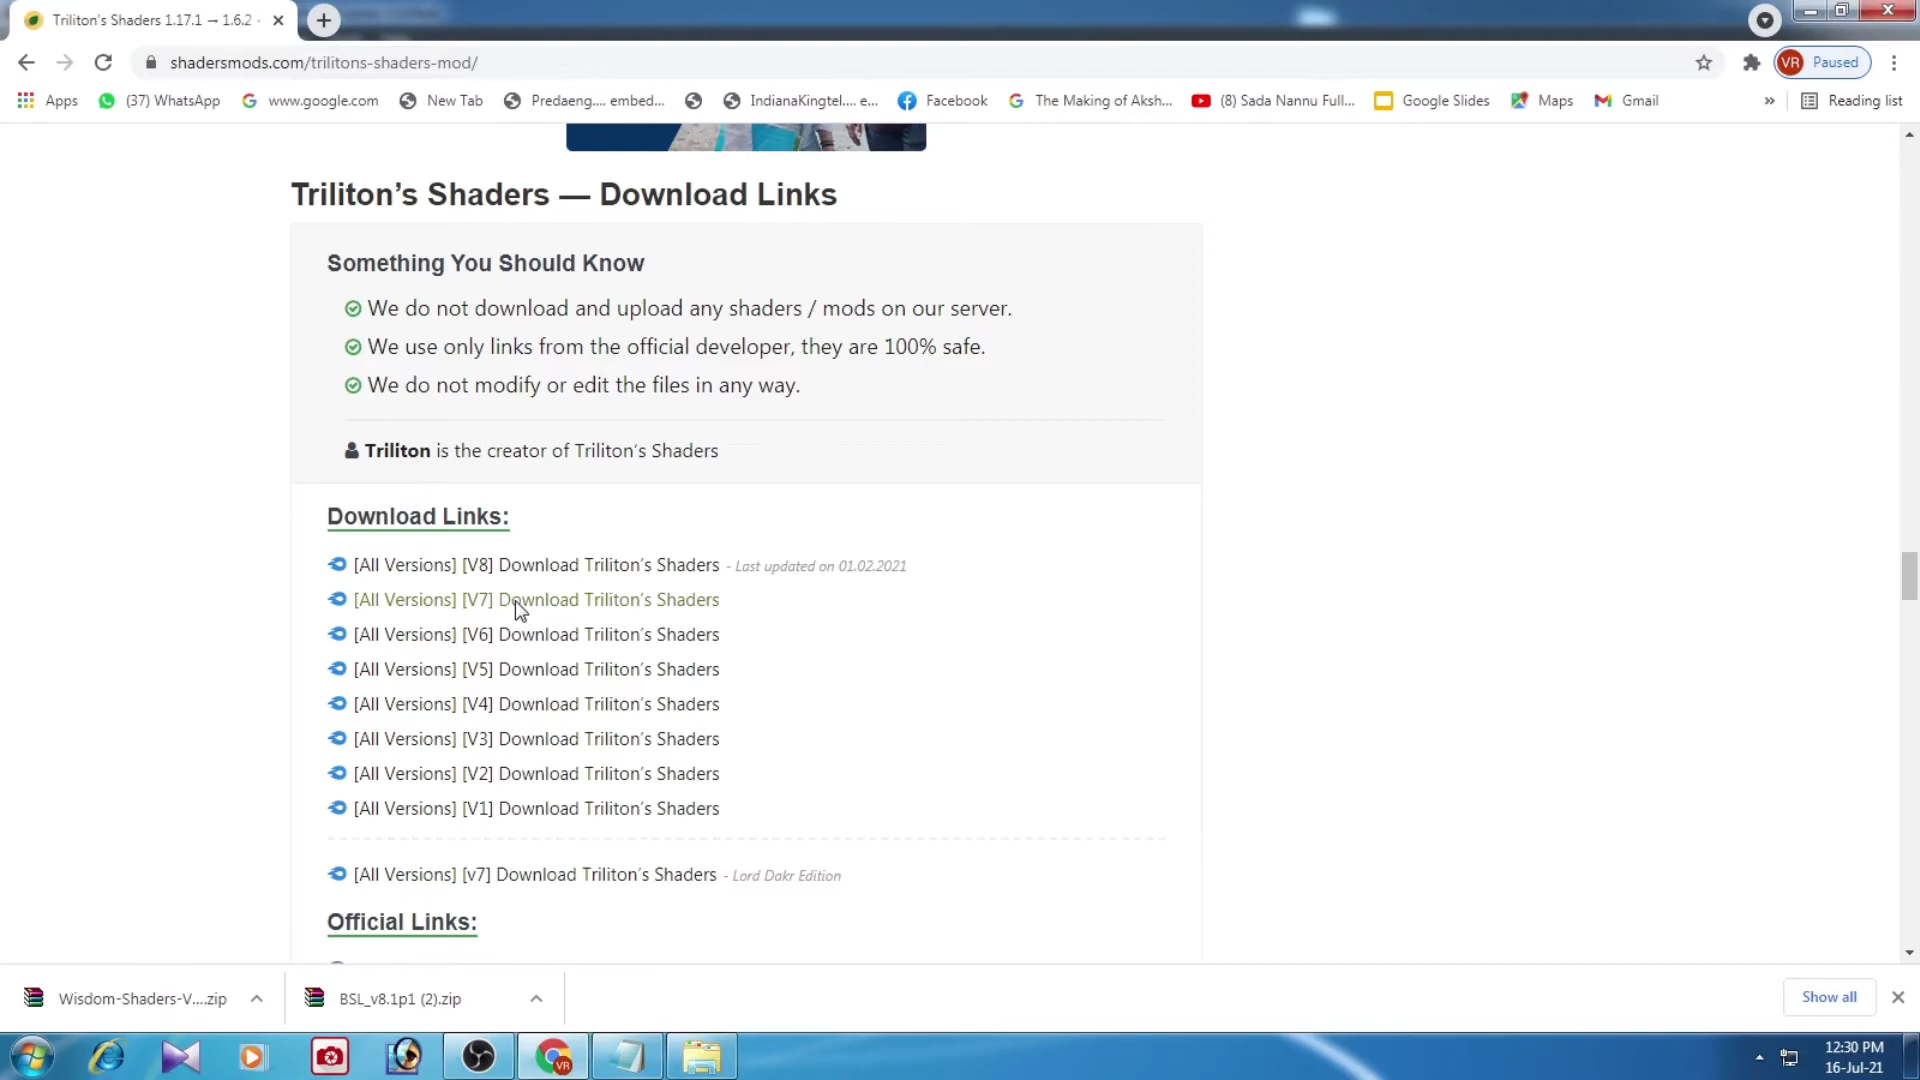 Triliton's Shaders 1.17.1 → 1.6.2
shadersmods.com/trilitons-shaders-mod/
VR Paused
Apps
(37) WhatsApp
www.google.com
New Tab
Predaeng.... embed...
IndianaKingtel.... e...
Facebook
The Making of Aksh...
(8) Sada Nannu Full...
Google Slides
Maps
Gmail
»
Reading list
Triliton’s Shaders — Download Links
Something You Should Know
We do not download and upload any shaders / mods on our server.
We use only links from the official developer, they are 100% safe.
We do not modify or edit the files in any way.
Triliton is the creator of Triliton’s Shaders
Download Links:
[All Versions] [V8] Download Triliton’s Shaders - Last updated on 01.02.2021
[All Versions] [V7] Download Triliton’s Shaders
[All Versions] [V6] Download Triliton’s Shaders
[All Versions] [V5] Download Triliton’s Shaders
[All Versions] [V4] Download Triliton’s Shaders
[All Versions] [V3] Download Triliton’s Shaders
[All Versions] [V2] Download Triliton’s Shaders
[All Versions] [V1] Download Triliton’s Shaders
[All Versions] [v7] Download Triliton’s Shaders - Lord Dakr Edition
Official Links:
Wisdom-Shaders-V....zip
BSL_v8.1p1 (2).zip
Show all
VR
12:30 PM
16-Jul-21